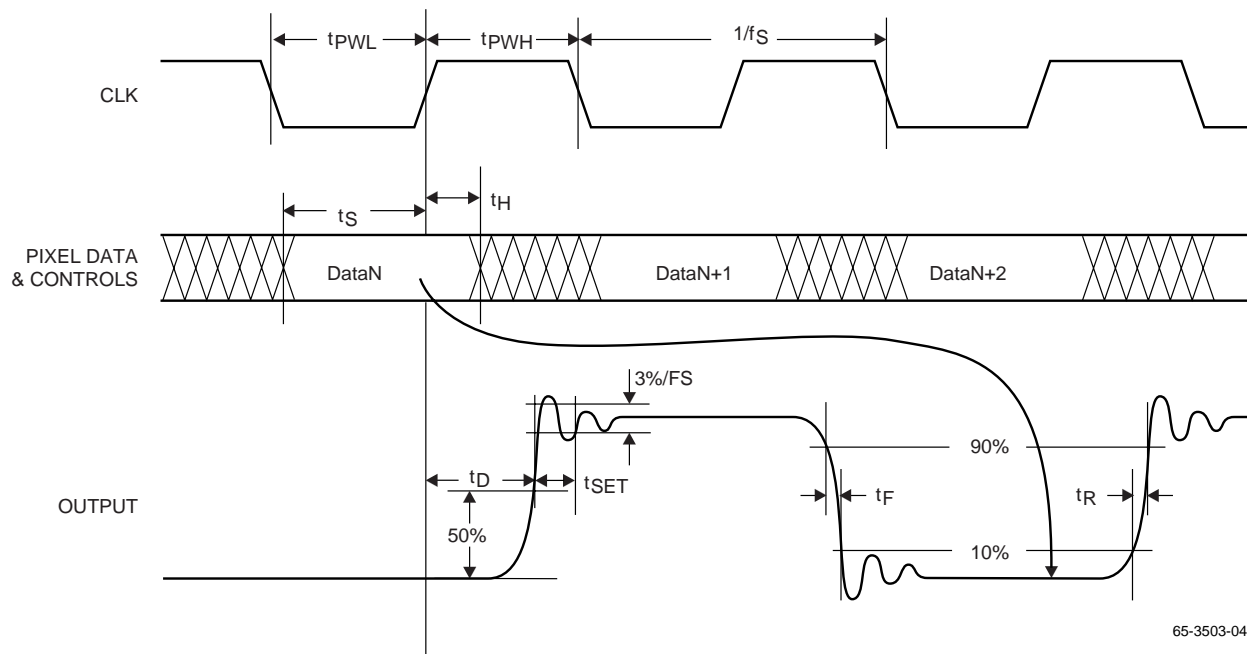 tPWL tPWH 1/fS
CLK
tS tH
PIXEL DATA
& CONTROLS
DataN DataN+1 DataN+2
3%/FS
90%
tD tSET tF tR
OUTPUT
50%
10%
65-3503-04